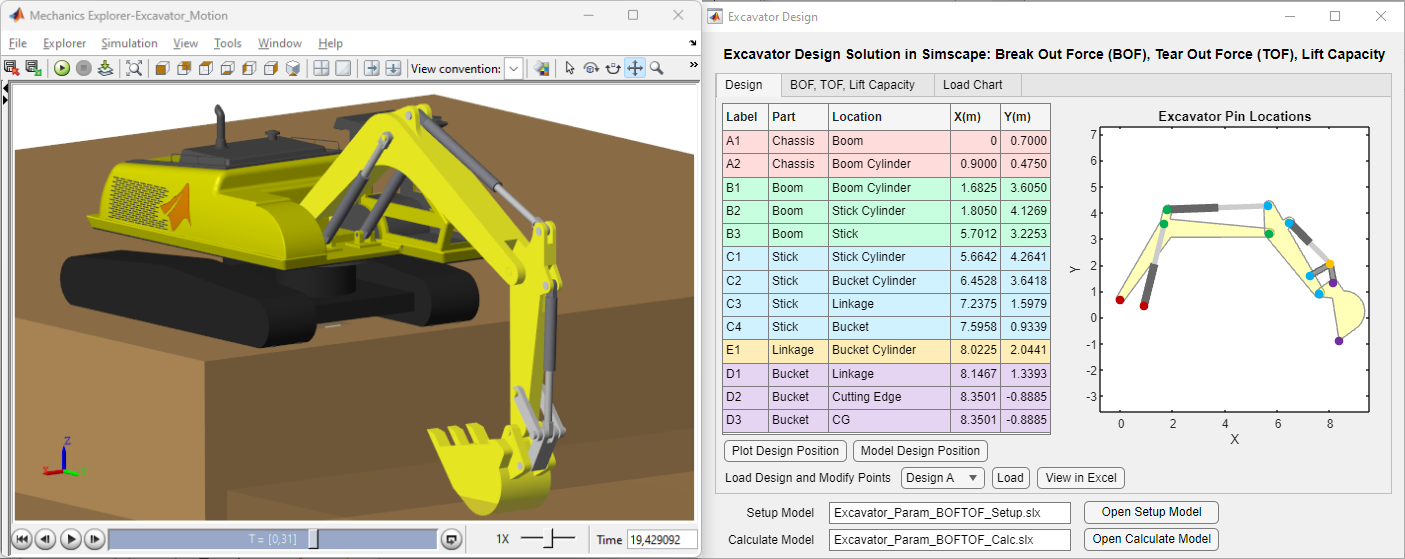 Mechanics Explorer-Excavator_Motion
File Explorer Simulation View Tools Window Help
View convention:
Z
X
Y
T = [0,31]
1X
Time 19,429092
Excavator Design
Excavator Design Solution in Simscape: Break Out Force (BOF), Tear Out Force (TOF), Lift Capacity
Design BOF, TOF, Lift Capacity Load Chart
Label Part Location X(m) Y(m)
A1 Chassis Boom 0 0.7000
A2 Chassis Boom Cylinder 0.9000 0.4750
B1 Boom Boom Cylinder 1.6825 3.6050
B2 Boom Stick Cylinder 1.8050 4.1269
B3 Boom Stick 5.7012 3.2253
C1 Stick Stick Cylinder 5.6642 4.2641
C2 Stick Bucket Cylinder 6.4528 3.6418
C3 Stick Linkage 7.2375 1.5979
C4 Stick Bucket 7.5958 0.9339
E1 Linkage Bucket Cylinder 8.0225 2.0441
D1 Bucket Linkage 8.1467 1.3393
D2 Bucket Cutting Edge 8.3501 -0.8885
D3 Bucket CG 8.3501 -0.8885
Excavator Pin Locations
7
6
5
4
3
2
1
0
-1
-2
-3
Y
0 2 4 6 8
X
Plot Design Position Model Design Position
Load Design and Modify Points Design A Load View in Excel
Setup Model Excavator_Param_BOFTOF_Setup.slx Open Setup Model
Calculate Model Excavator_Param_BOFTOF_Calc.slx Open Calculate Model